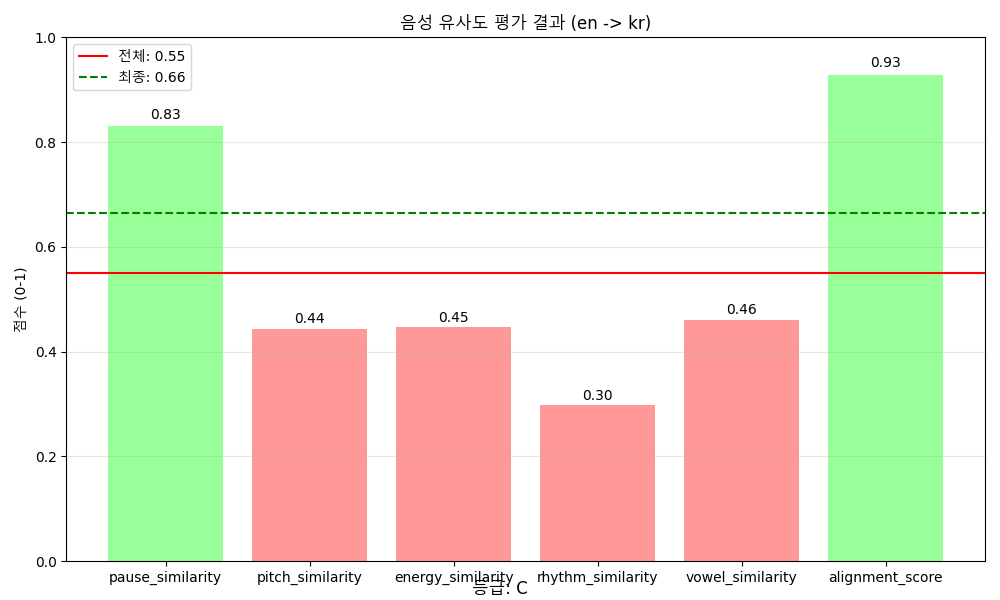 음성 유사도 평가 결과 (en -> kr)
전체: 0.55
최종: 0.66
점수 (0-1)
1.0
0.8
0.6
0.4
0.2
0.0
0.83
0.44
0.45
0.30
0.46
0.93
pause_similarity
pitch_similarity
energy_similarity
rhythm_similarity
vowel_similarity
alignment_score
등급: C